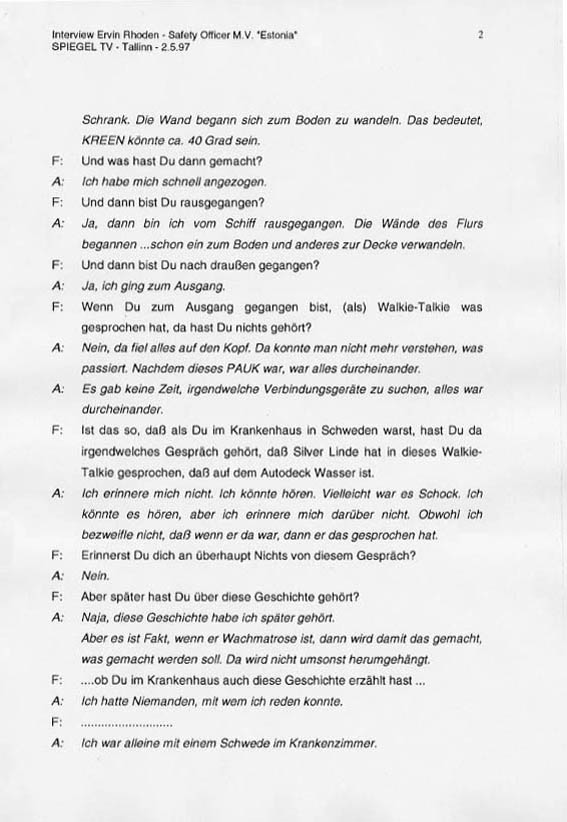 Interview Ervin Rhoden - Safety Officer M.V. "Estonia" 2
SPIEGEL TV - Tallinn - 2.5.97
Schrank. Die Wand begann sich zum Boden zu wandeln. Das bedeutet,
KREEN könnte ca. 40 Grad sein.
F: Und was hast Du dann gemacht?
A: Ich habe mich schnell angezogen.
F: Und dann bist Du rausgegangen?
A: Ja, dann bin ich vom Schiff rausgegangen. Die Wände des Flurs
begannen ...schon ein zum Boden und anderes zur Decke verwandeln.
F: Und dann bist Du nach draußen gegangen?
A: Ja, ich ging zum Ausgang.
F: Wenn Du zum Ausgang gegangen bist, (als) Walkie-Talkie was
gesprochen hat, da hast Du nichts gehört?
A: Nein, da fiel alles auf den Kopf. Da konnte man nicht mehr verstehen, was
passiert. Nachdem dieses PAUK war, war alles durcheinander.
A: Es gab keine Zeit, irgendwelche Verbindungsgeräte zu suchen, alles war
durcheinander.
F: Ist das so, daß als Du im Krankenhaus in Schweden warst, hast Du da
irgendwelches Gespräch gehört, daß Silver Linde hat in dieses Walkie-
Talkie gesprochen, daß auf dem Autodeck Wasser ist.
A: Ich erinnere mich nicht. Ich könnte hören. Vielleicht war es Schock. Ich
könnte es hören, aber ich erinnere mich darüber nicht. Obwohl ich
bezweifle nicht, daß wenn er da war, dann er das gesprochen hat.
F: Erinnerst Du dich an überhaupt Nichts von diesem Gespräch?
A: Nein.
F: Aber später hast Du über diese Geschichte gehört?
A: Naja, diese Geschichte habe ich später gehört.
Aber es ist Fakt, wenn er Wachmatrose ist, dann wird damit das gemacht,
was gemacht werden soll. Da wird nicht umsonst herumgehängt.
F: ....ob Du im Krankenhaus auch diese Geschichte erzählt hast ...
A: Ich hatte Niemanden, mit wem ich reden konnte.
F: ...........................
A: Ich war alleine mit einem Schwede im Krankenzimmer.